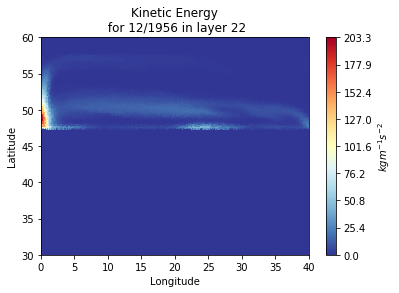 Kinetic Energy
for 12/1956 in layer 22
60
55
50
45
40
35
30
Latitude
0 5 10 15 20 25 30 35 40
Longitude
203.3
177.9
152.4
127.0
101.6
76.2
50.8
25.4
0.0
kgm⁻¹s⁻²